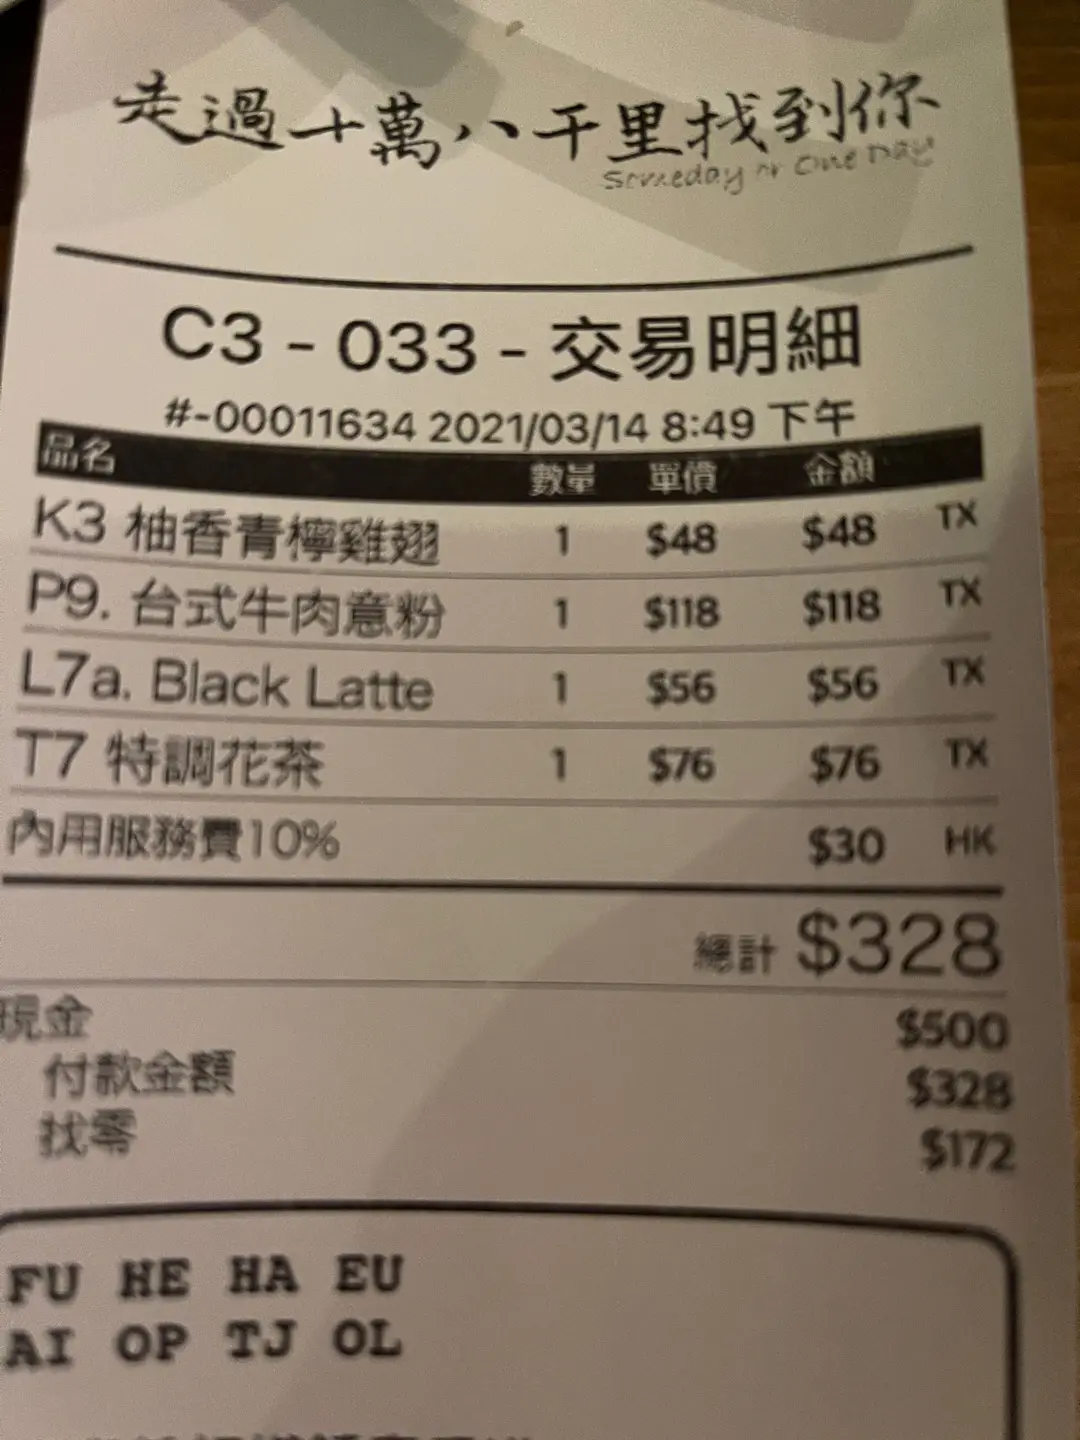 走過十萬八千里找到你
Someday or One Day
C3 - 033 - 交易明細
#-00011634 2021/03/14 8:49 下午
品名 數量 單價 金額
K3 柚香青檸雞翅 1 $48 $48 TX
P9. 台式牛肉意粉 1 $118 $118 TX
L7a. Black Latte 1 $56 $56 TX
T7 特調花茶 1 $76 $76 TX
內用服務費10% $30 HK
總計 $328
現金 $500
付款金額 $328
找零 $172
FU HE HA EU
AI OP TJ OL